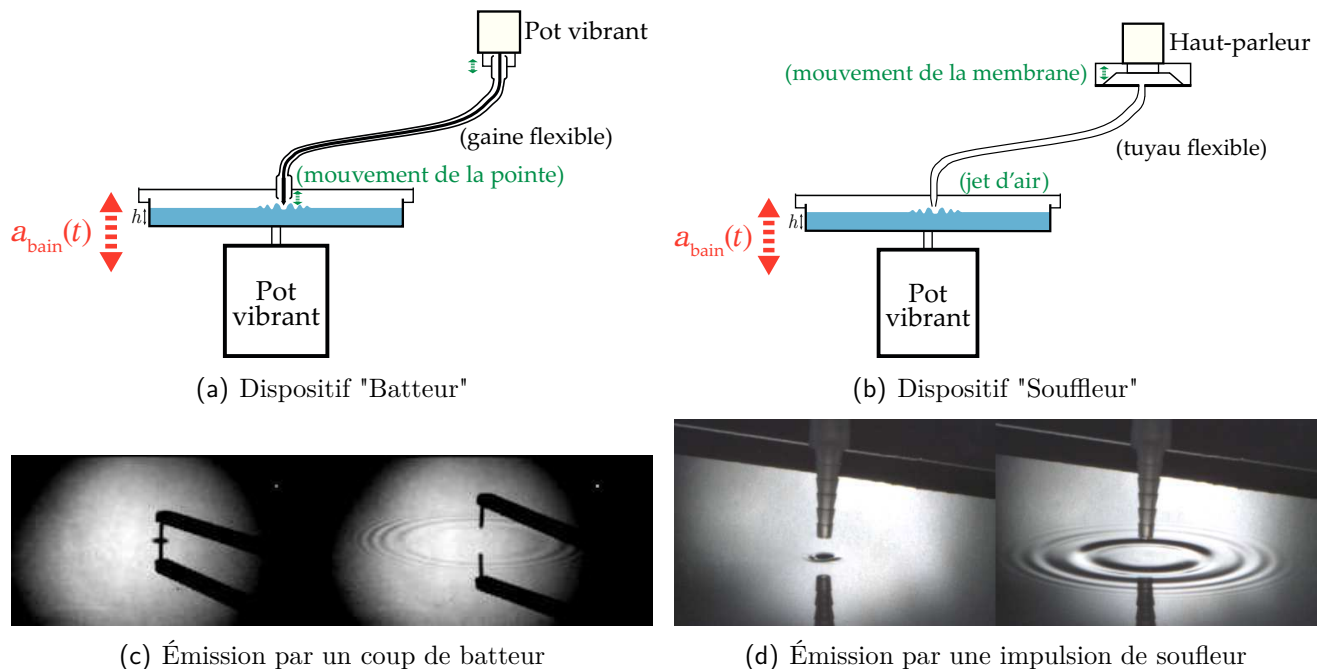 Pot vibrant
(gaine flexible)
(mouvement de la pointe)
h
a_bain(t)
Pot
vibrant
(a) Dispositif "Batteur"
Haut-parleur
(mouvement de la membrane)
(tuyau flexible)
(jet d'air)
h
a_bain(t)
Pot
vibrant
(b) Dispositif "Souffleur"
(c) Émission par un coup de batteur
(d) Émission par une impulsion de soufleur